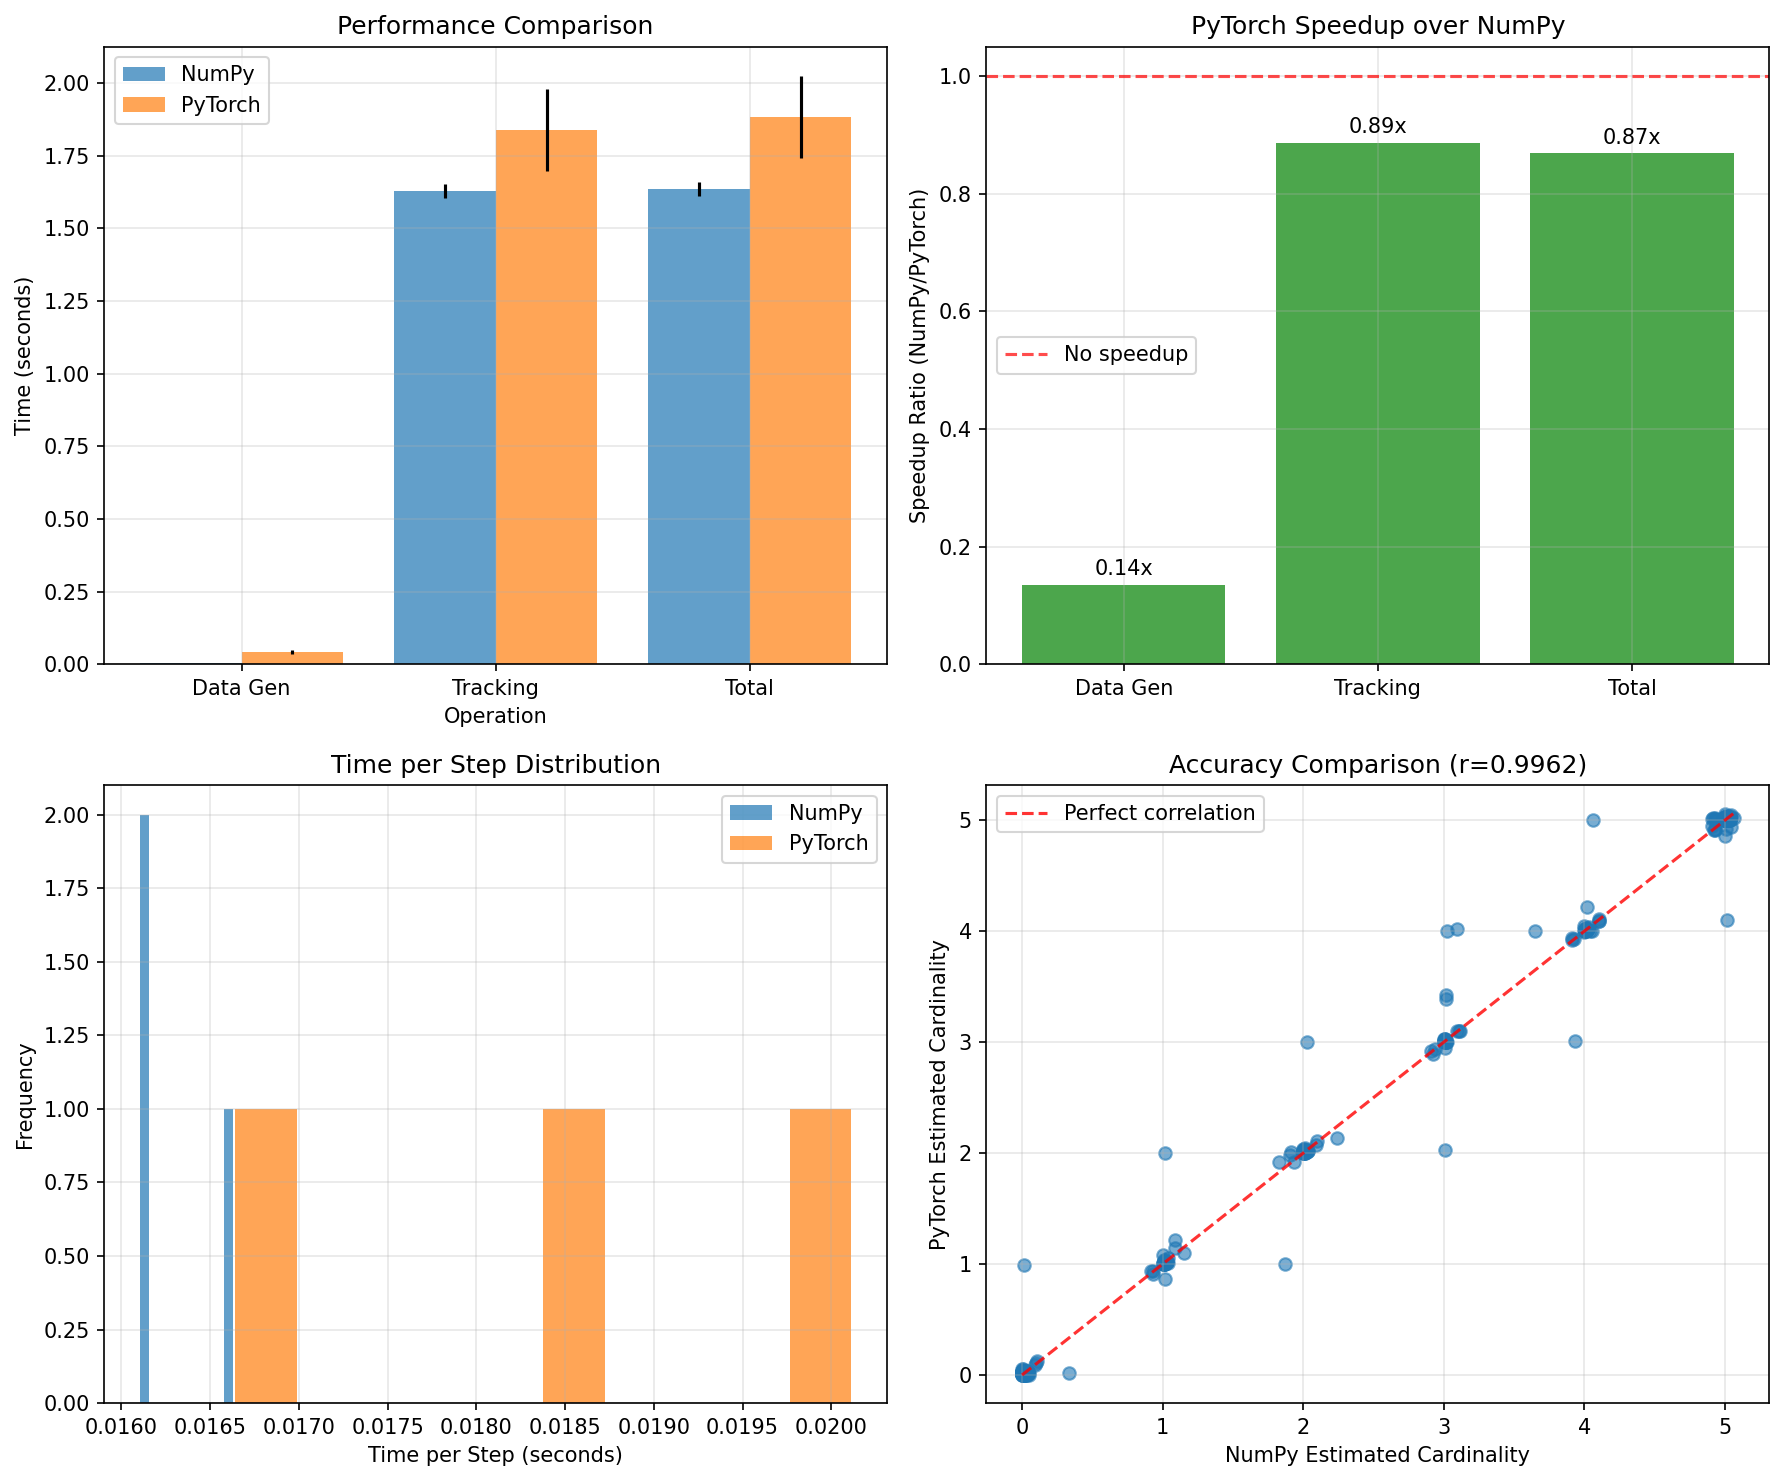 Performance Comparison
NumPy
PyTorch
2.00
1.75
1.50
1.25
1.00
0.75
0.50
0.25
0.00
Time (seconds)
Data Gen
Tracking
Total
Operation
PyTorch Speedup over NumPy
1.0
0.8
0.6
0.4
0.2
0.0
Speedup Ratio (NumPy/PyTorch)
0.14x
0.89x
0.87x
No speedup
Data Gen
Tracking
Total
Time per Step Distribution
NumPy
PyTorch
2.00
1.75
1.50
1.25
1.00
0.75
0.50
0.25
0.00
Frequency
0.0160
0.0165
0.0170
0.0175
0.0180
0.0185
0.0190
0.0195
0.0200
Time per Step (seconds)
Accuracy Comparison (r=0.9962)
Perfect correlation
5
4
3
2
1
0
PyTorch Estimated Cardinality
0
1
2
3
4
5
NumPy Estimated Cardinality